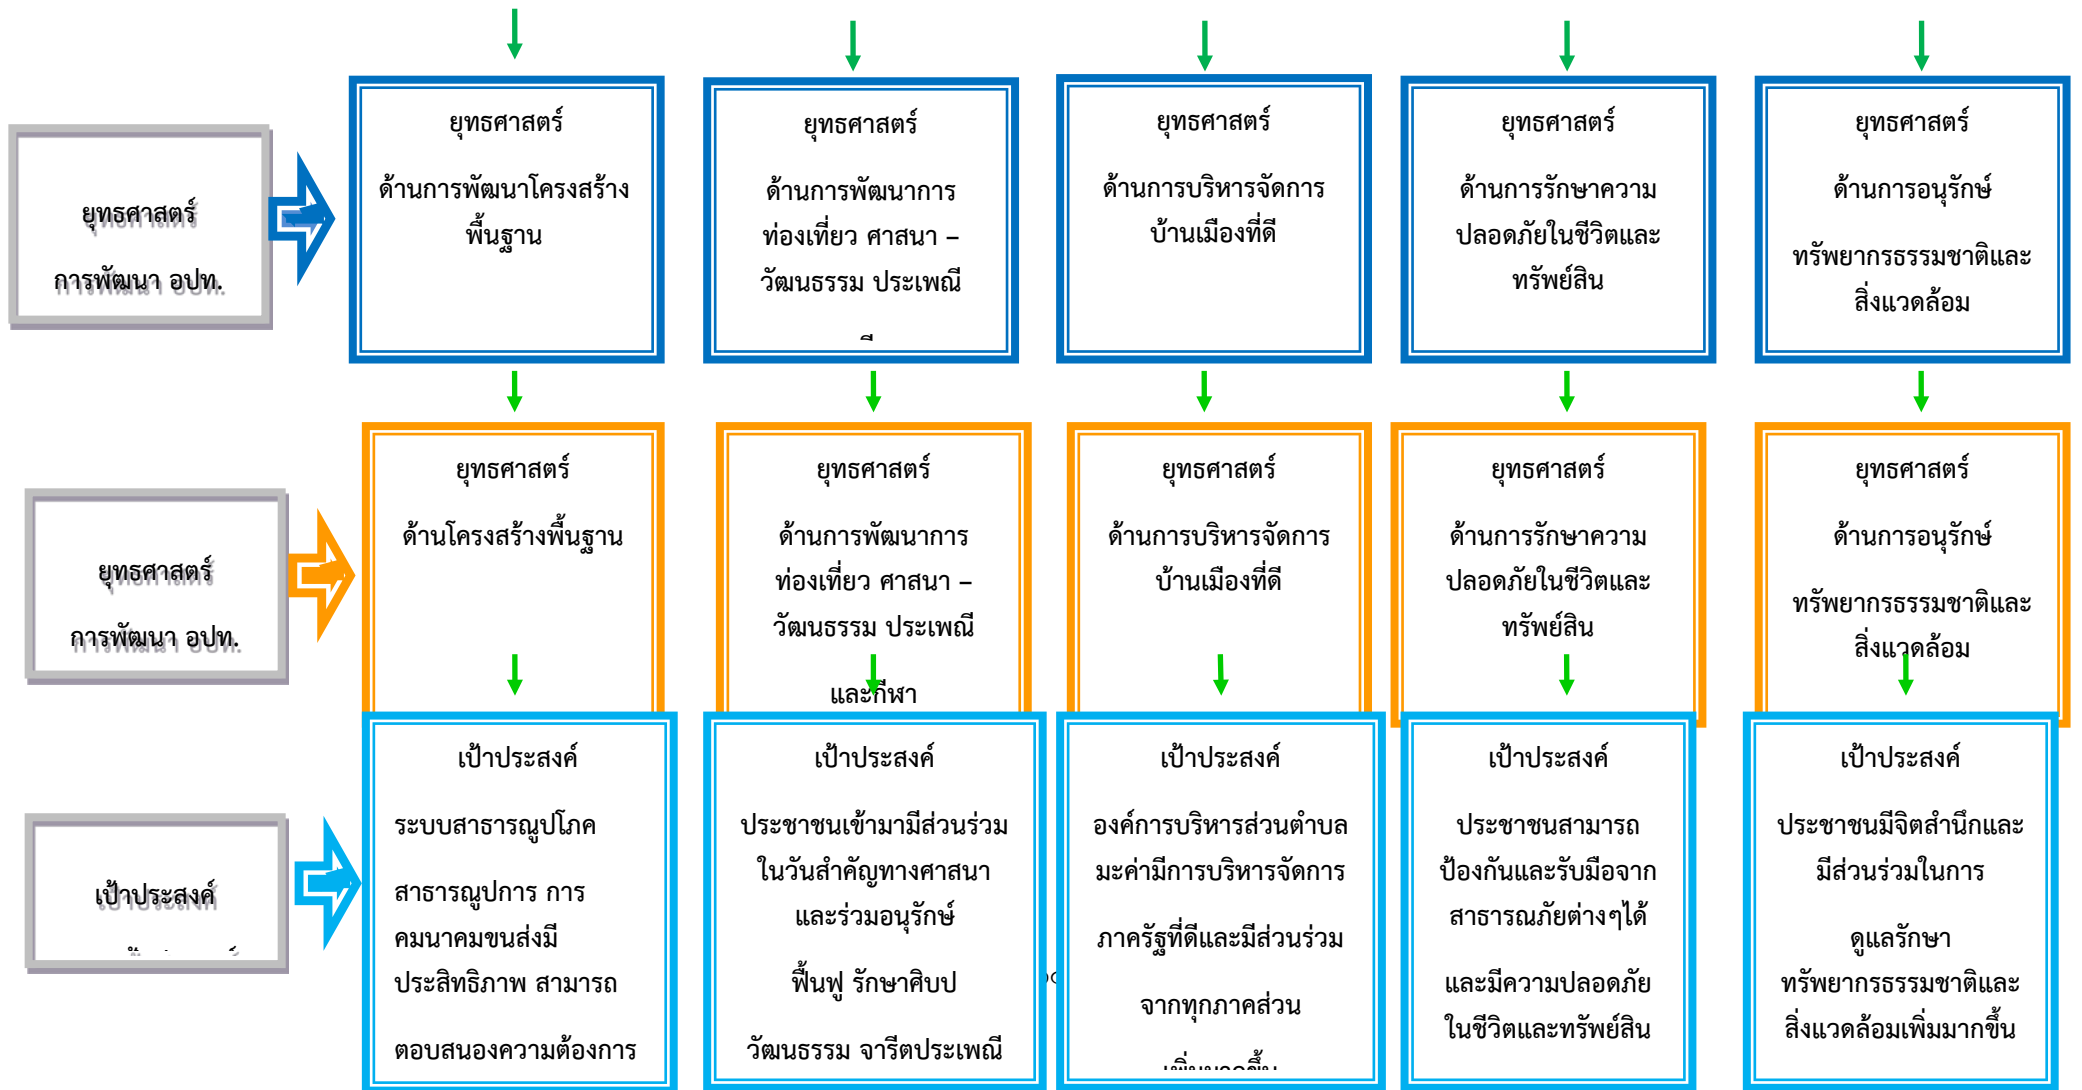 ยุทธศาสตร์
การพัฒนา อปท.
ยุทธศาสตร์
ด้านการพัฒนาโครงสร้าง
พื้นฐาน
ยุทธศาสตร์
ด้านการพัฒนาการ
ท่องเที่ยว ศาสนา –
วัฒนธรรม ประเพณี
ยุทธศาสตร์
ด้านการบริหารจัดการ
บ้านเมืองที่ดี
ยุทธศาสตร์
ด้านการรักษาความ
ปลอดภัยในชีวิตและ
ทรัพย์สิน
ยุทธศาสตร์
ด้านการอนุรักษ์
ทรัพยากรธรรมชาติและ
สิ่งแวดล้อม
ยุทธศาสตร์
การพัฒนา อปท.
ยุทธศาสตร์
ด้านโครงสร้างพื้นฐาน
ยุทธศาสตร์
ด้านการพัฒนาการ
ท่องเที่ยว ศาสนา –
วัฒนธรรม ประเพณี
และกีฬา
ยุทธศาสตร์
ด้านการบริหารจัดการ
บ้านเมืองที่ดี
ยุทธศาสตร์
ด้านการรักษาความ
ปลอดภัยในชีวิตและ
ทรัพย์สิน
ยุทธศาสตร์
ด้านการอนุรักษ์
ทรัพยากรธรรมชาติและ
สิ่งแวดล้อม
เป้าประสงค์
เป้าประสงค์
ระบบสาธารณูปโภค
สาธารณูปการ การ
คมนาคมขนส่งมี
ประสิทธิภาพ สามารถ
ตอบสนองความต้องการ
เป้าประสงค์
ประชาชนเข้ามามีส่วนร่วม
ในวันสำคัญทางศาสนา
และร่วมอนุรักษ์
ฟื้นฟู รักษาศิบป
วัฒนธรรม จารีตประเพณี
เป้าประสงค์
องค์การบริหารส่วนตำบล
มะค่ามีการบริหารจัดการ
ภาครัฐที่ดีและมีส่วนร่วม
จากทุกภาคส่วน
เพิ่มมากขึ้น
เป้าประสงค์
ประชาชนสามารถ
ป้องกันและรับมือจาก
สาธารณภัยต่างๆได้
และมีความปลอดภัย
ในชีวิตและทรัพย์สิน
เป้าประสงค์
ประชาชนมีจิตสำนึกและ
มีส่วนร่วมในการ
ดูแลรักษา
ทรัพยากรธรรมชาติและ
สิ่งแวดล้อมเพิ่มมากขึ้น